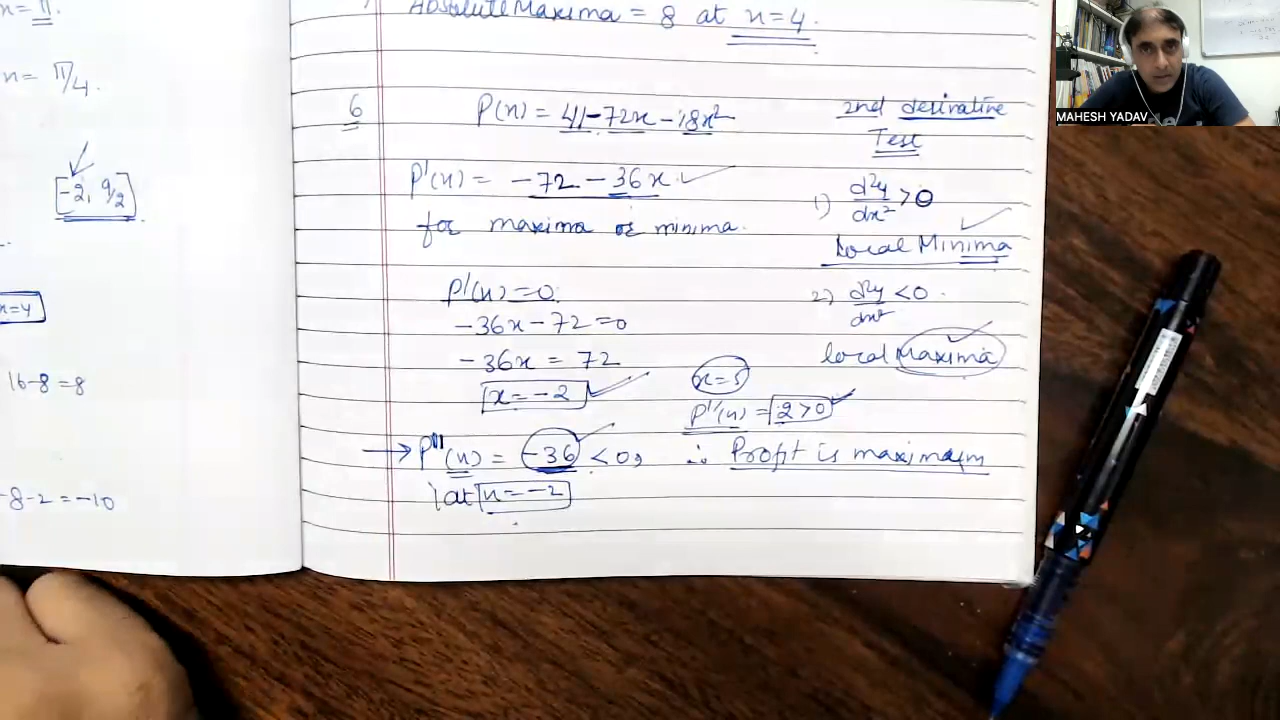 x = π.
x = π/4.
[-2, 9/2]
x=4
16-8 = 8
-8-2 = -10
Absolute Maxima = 8 at x=4.
6
P(x) = 41-72x-18x²
P'(x) = -72-36x
for maxima or minima.
P'(x)=0.
-36x-72=0
-36x = 72
x=-2
x=5
P''(x) = 2>0
→ P''(x) = -36 <0, ∴ Profit is maximum
at x=-2
2nd derivative
Test
1) d²y/dx² >0
Local Minima
2) d²y/dx² <0.
local Maxima
MAHESH YADAV